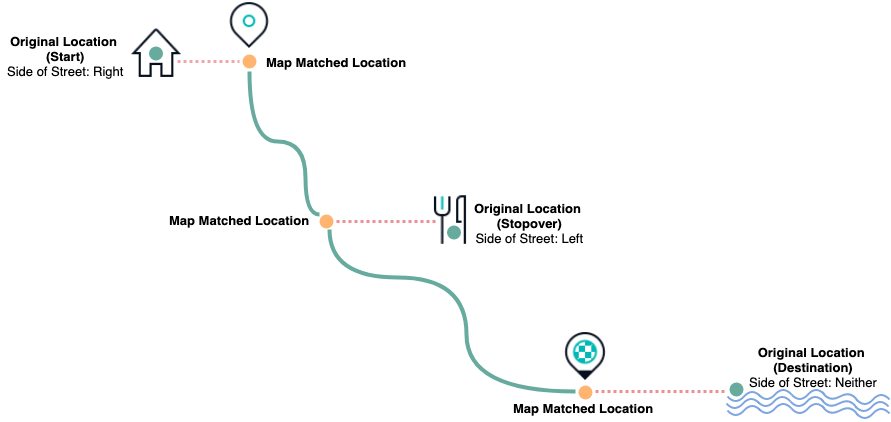 Original Location
(Start)
Side of Street: Right
Map Matched Location
Map Matched Location
Original Location
(Stopover)
Side of Street: Left
Original Location
(Destination)
Side of Street: Neither
Map Matched Location